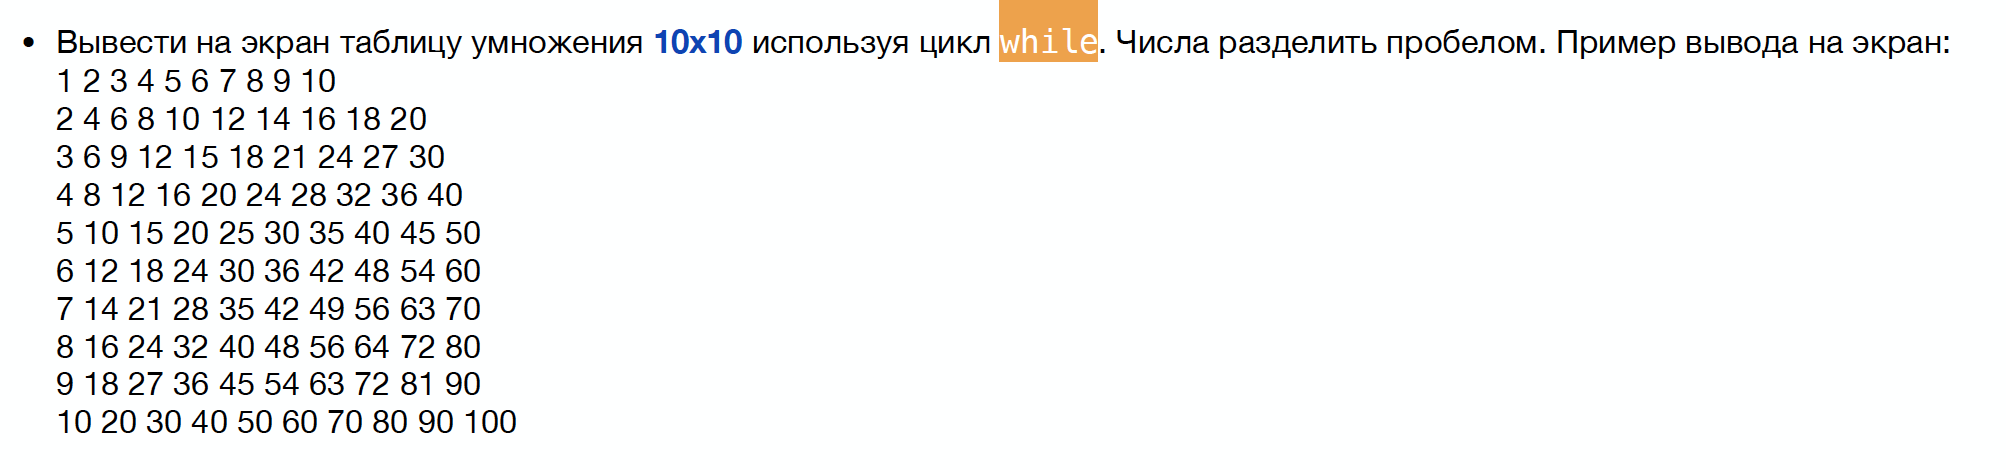 • Вывести на экран таблицу умножения 10x10 используя цикл while. Числа разделить пробелом. Пример вывода на экран:
1 2 3 4 5 6 7 8 9 10
2 4 6 8 10 12 14 16 18 20
3 6 9 12 15 18 21 24 27 30
4 8 12 16 20 24 28 32 36 40
5 10 15 20 25 30 35 40 45 50
6 12 18 24 30 36 42 48 54 60
7 14 21 28 35 42 49 56 63 70
8 16 24 32 40 48 56 64 72 80
9 18 27 36 45 54 63 72 81 90
10 20 30 40 50 60 70 80 90 100